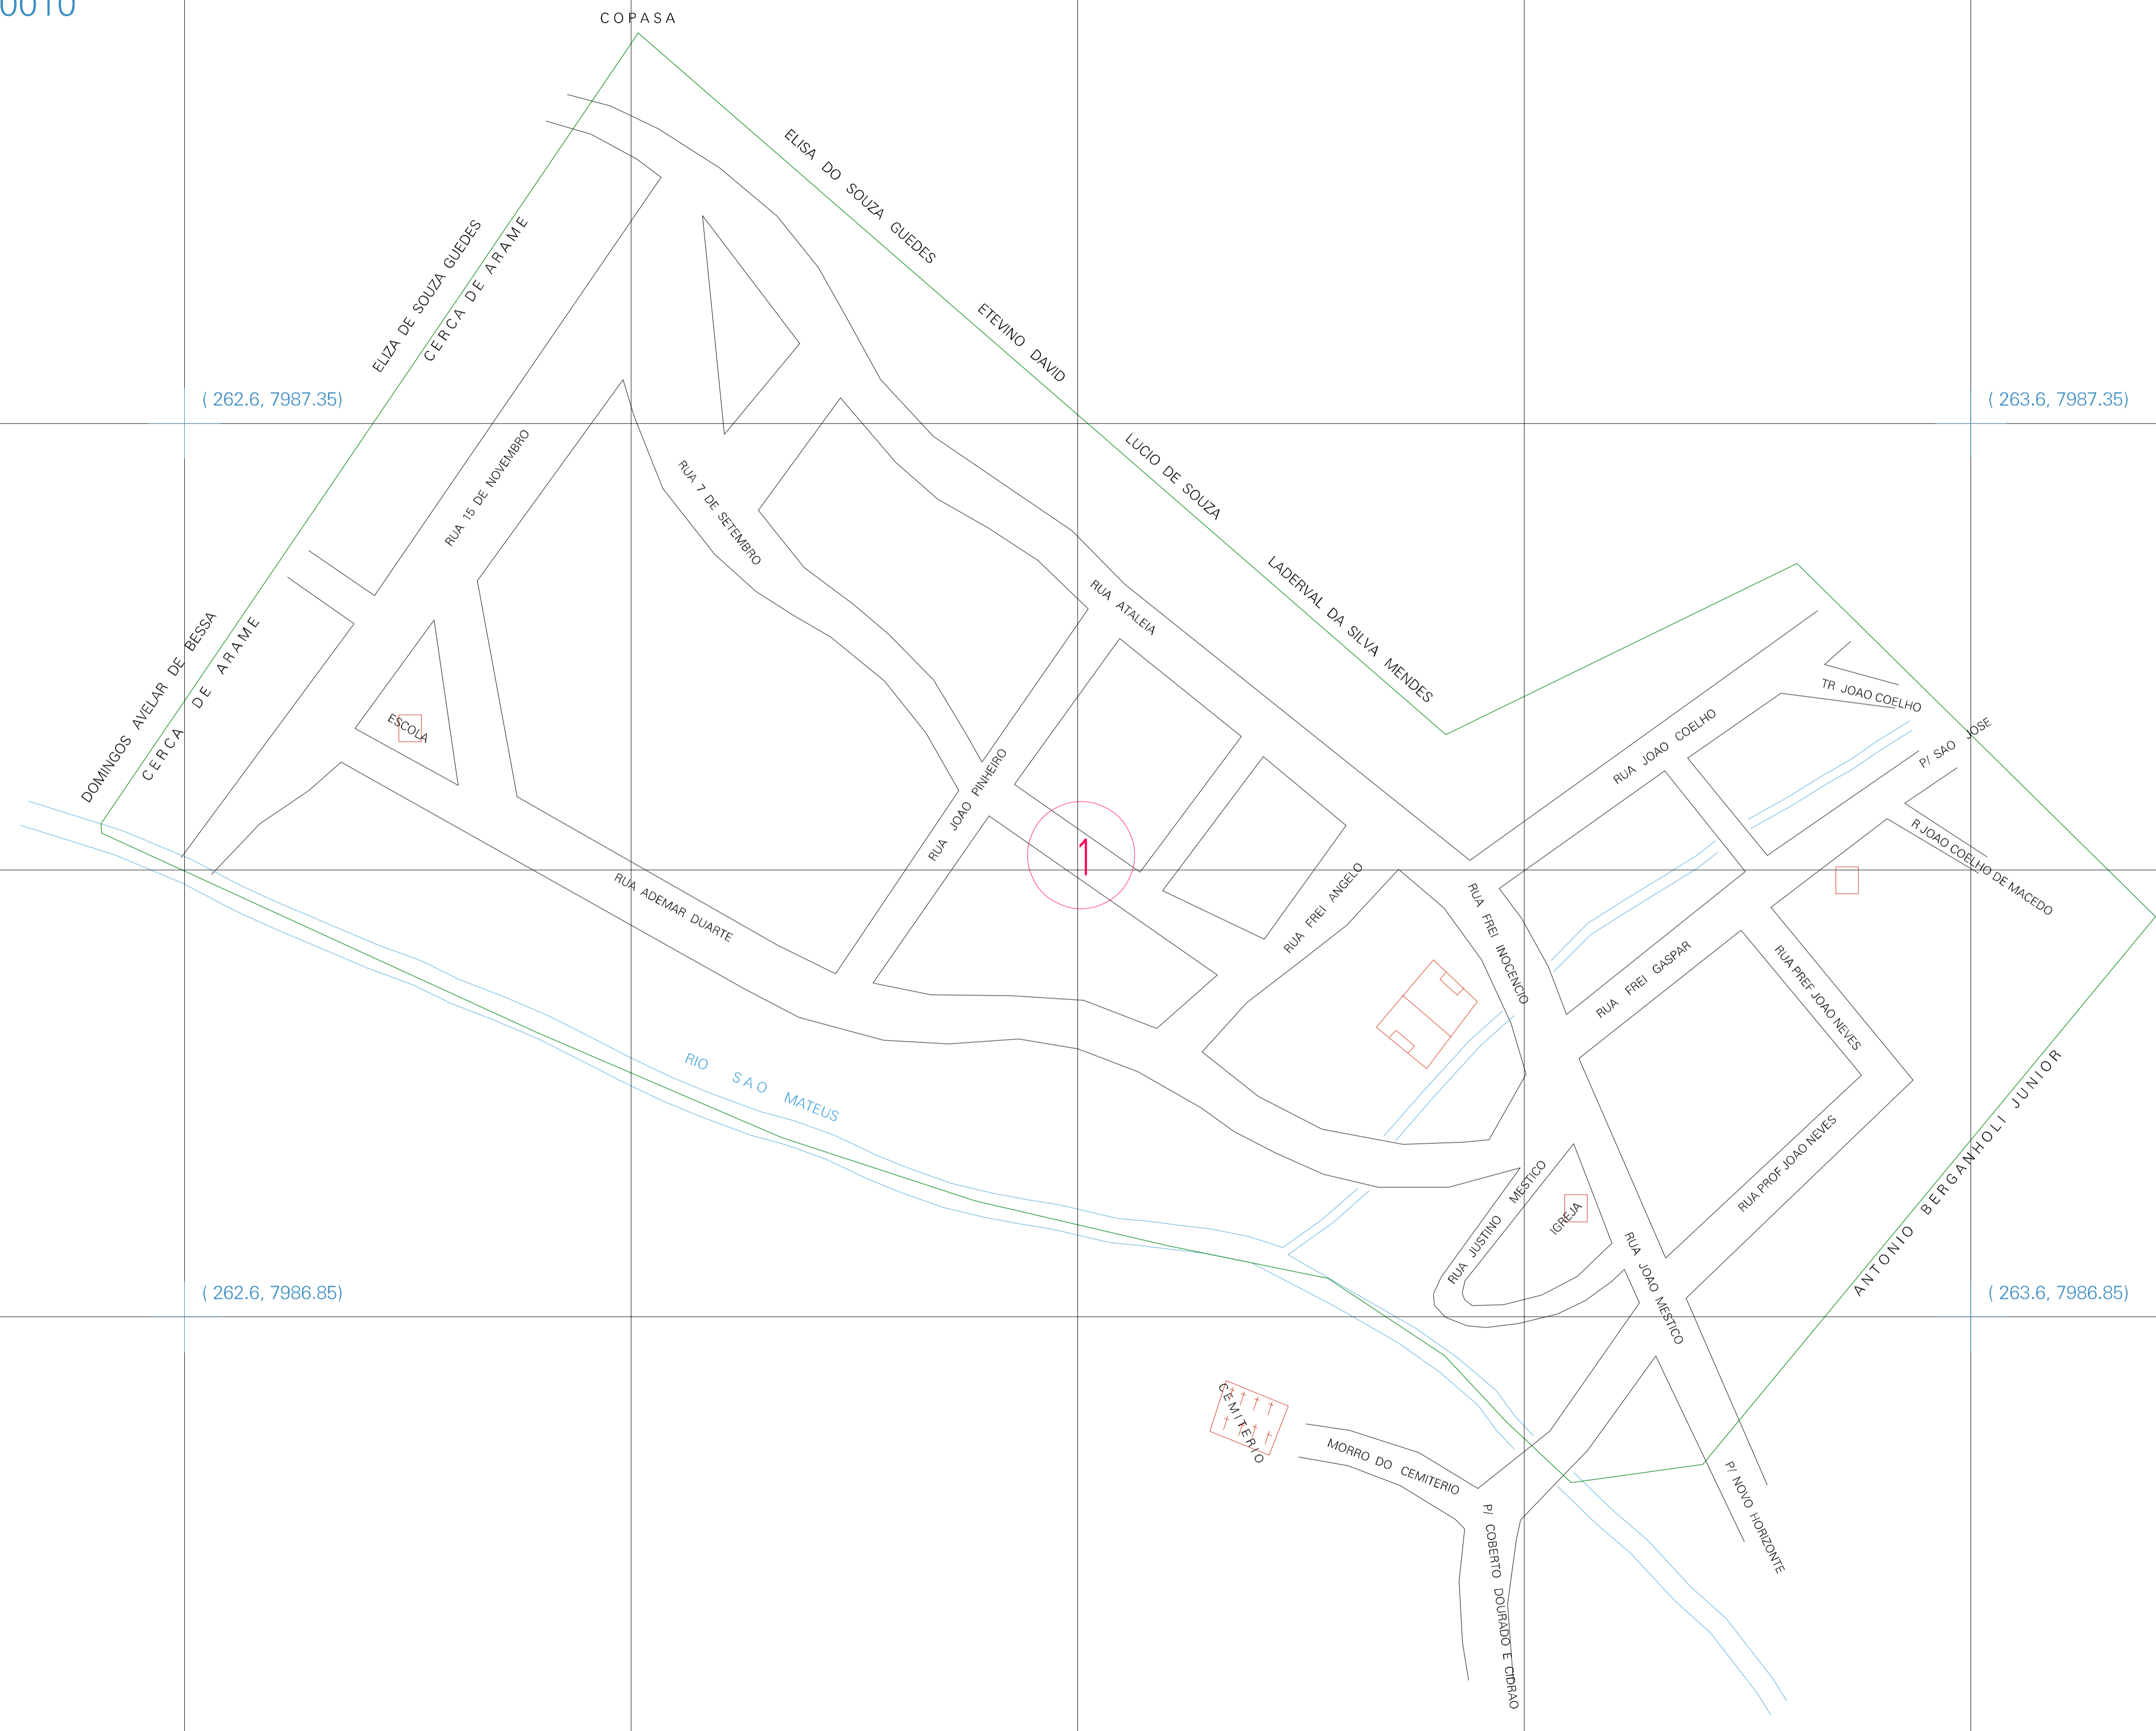 0010
COPASA
ELISA DO SOUZA GUEDES
ELIZA DE SOUZA GUEDES
CERCA DE ARAME
ETEVINO DAVID
( 262.6, 7987.35)
( 263.6, 7987.35)
LUCIO DE SOUZA
RUA 15 DE NOVEMBRO
RUA 7 DE SETEMBRO
LADERVAL DA SILVA MENDES
RUA ATALEIA
DOMINGOS AVELAR DE BESSA
CERCA DE ARAME
ESCOLA
TR JOAO COELHO
RUA JOAO COELHO
P/ SAO JOSE
RUA JOAO PINHEIRO
1
R JOAO COELHO DE MACEDO
RUA ADEMAR DUARTE
RUA FREI ANGELO
RUA FREI INOCENCIO
RUA FREI GASPAR
RUA PREF JOAO NEVES
RIO SAO MATEUS
RUA PROF JOAO NEVES
ANTONIO BERGANHOLI JUNIOR
RUA JUSTINO MESTICO
IGREJA
RUA JOAO MESTICO
( 262.6, 7986.85)
( 263.6, 7986.85)
CEMITERIO
MORRO DO CEMITERIO
P/ NOVO HORIZONTE
P/ COBERTO DOURADO E CIDRAO